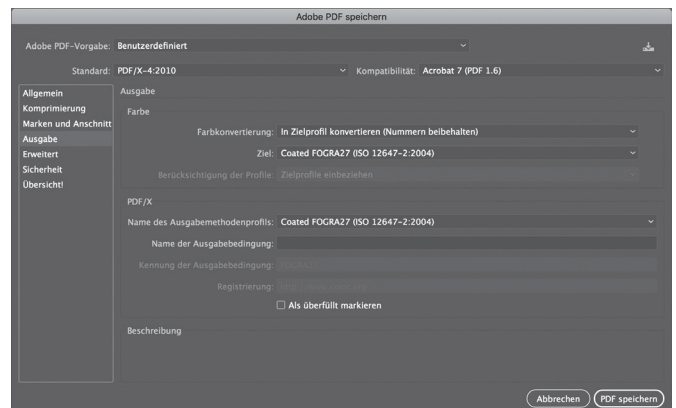 Adobe PDF speichern
Adobe PDF-Vorgabe: Benutzerdefiniert
Standard: PDF/X-4:2010 Kompatibilität: Acrobat 7 (PDF 1.6)
Allgemein
Komprimierung
Marken und Anschnitt
Ausgabe
Erweitert
Sicherheit
Übersicht!
Ausgabe
Farbe
Farbkonvertierung: In Zielprofil konvertieren (Nummern beibehalten)
Ziel: Coated FOGRA27 (ISO 12647-2:2004)
Berücksichtigung der Profile: Zielprofile einbeziehen
PDF/X
Name des Ausgabemethodenprofils: Coated FOGRA27 (ISO 12647-2:2004)
Name der Ausgabebedingung:
Kennung der Ausgabebedingung:
Registrierung:
Als überfüllt markieren
Beschreibung
Abbrechen PDF speichern